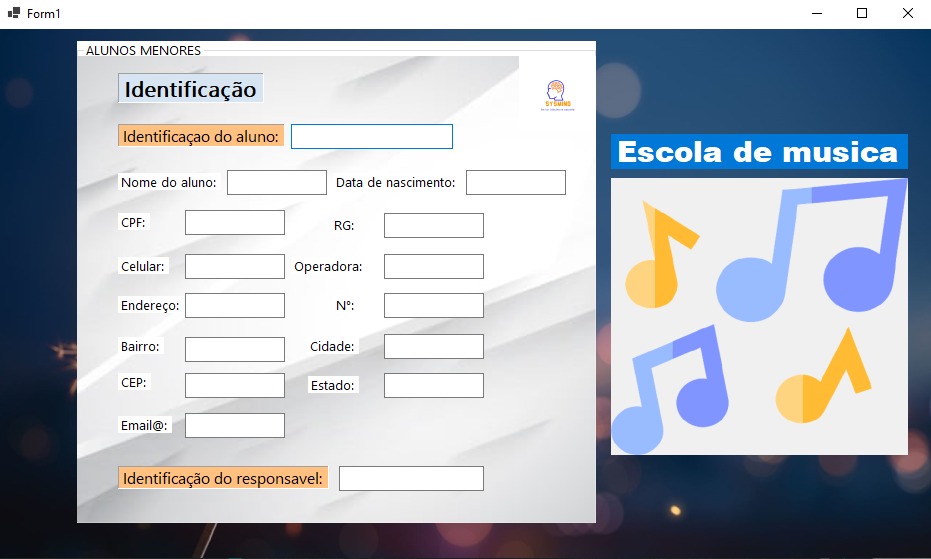 Form1
ALUNOS MENORES
Identificação
SYSMIND
Identificaçao do aluno:
Escola de musica
Nome do aluno: Data de nascimento:
CPF: RG:
Celular: Operadora:
Endereço: Nº:
Bairro: Cidade:
CEP: Estado:
Email@:
Identificação do responsavel: